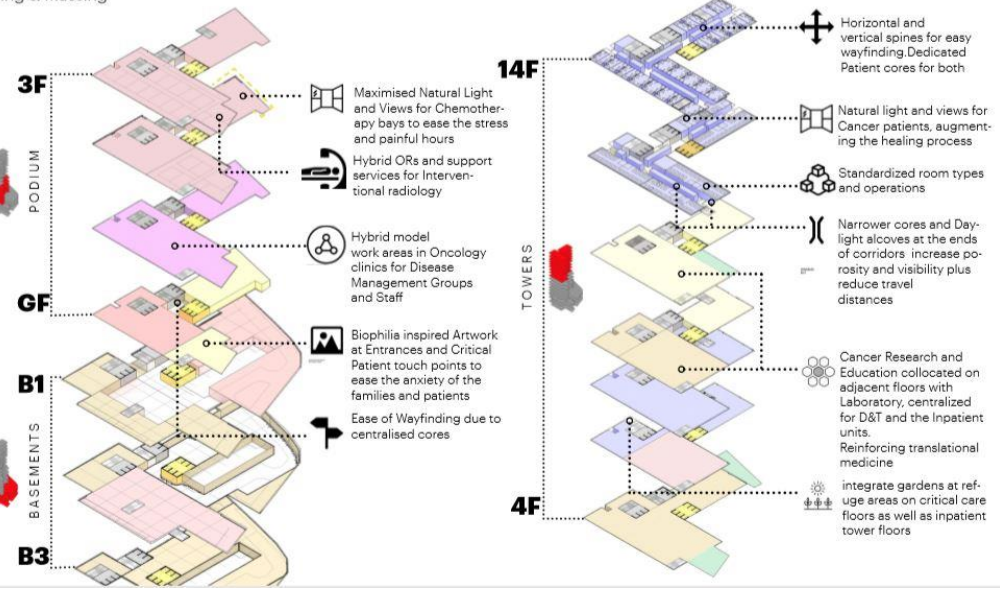 3F
PODIUM
GF
B1
BASEMENTS
B3
Maximised Natural Light
and Views for Chemother-
apy bays to ease the stress
and painful hours
Hybrid ORs and support
services for Interven-
tional radiology
Hybrid model
work areas in Oncology
clinics for Disease
Management Groups
and Staff
Biophilia inspired Artwork
at Entrances and Critical
Patient touch points to
ease the anxiety of the
families and patients
Ease of Wayfinding due to
centralised cores
14F
TOWERS
4F
Horizontal and
vertical spines for easy
wayfinding.Dedicated
Patient cores for both
Natural light and views for
Cancer patients, augment-
ing the healing process
Standardized room types
and operations
Narrower cores and Day-
light alcoves at the ends
of corridors increase po-
rosity and visibility plus
reduce travel
distances
Cancer Research and
Education collocated on
adjacent floors with
Laboratory, centralized
for D&T and the Inpatient
units.
Reinforcing translational
medicine
integrate gardens at ref-
uge areas on critical care
floors as well as inpatient
tower floors